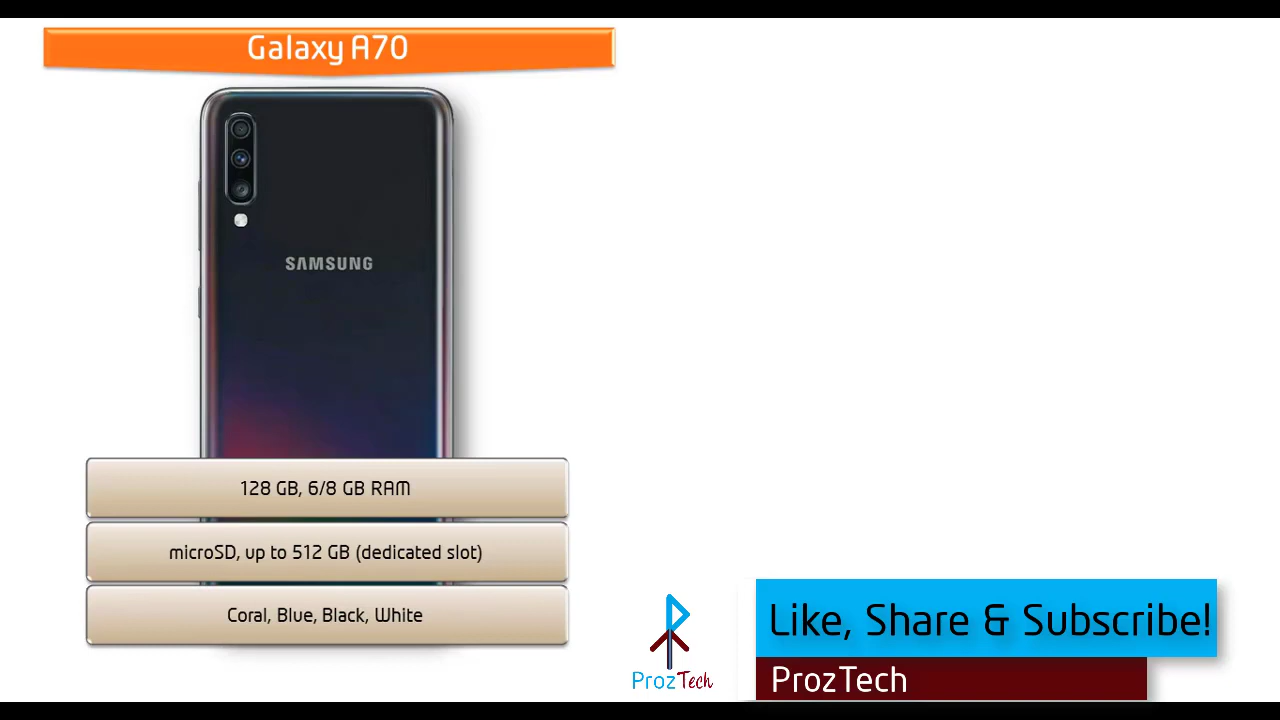 Galaxy A70
SAMSUNG
128 GB, 6/8 GB RAM
microSD, up to 512 GB (dedicated slot)
Coral, Blue, Black, White
ProzTech
Like, Share & Subscribe!
ProzTech